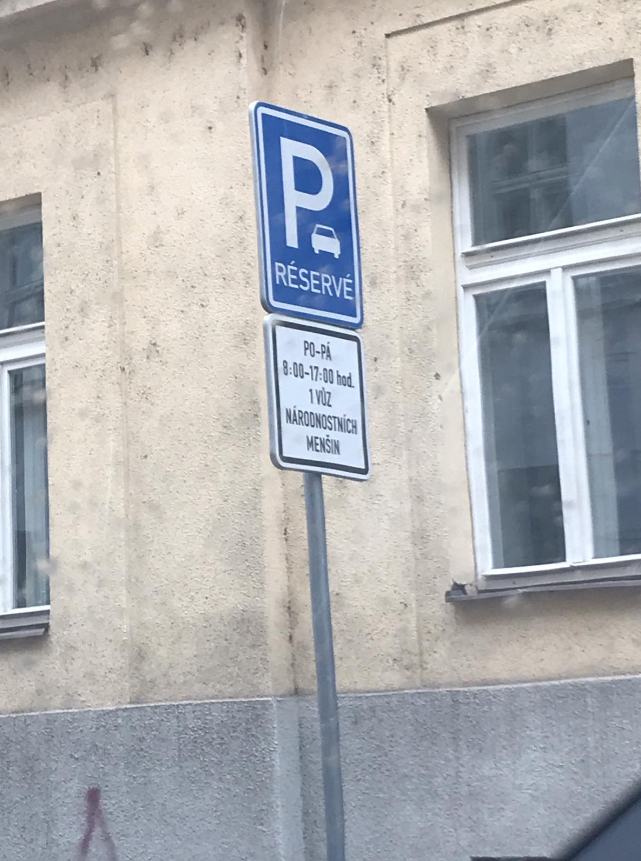 P
RÉSERVÉ
PO-PÁ
8:00-17:00 hod.
1 VŮZ
NÁRODNOSTNÍCH
MENŠIN